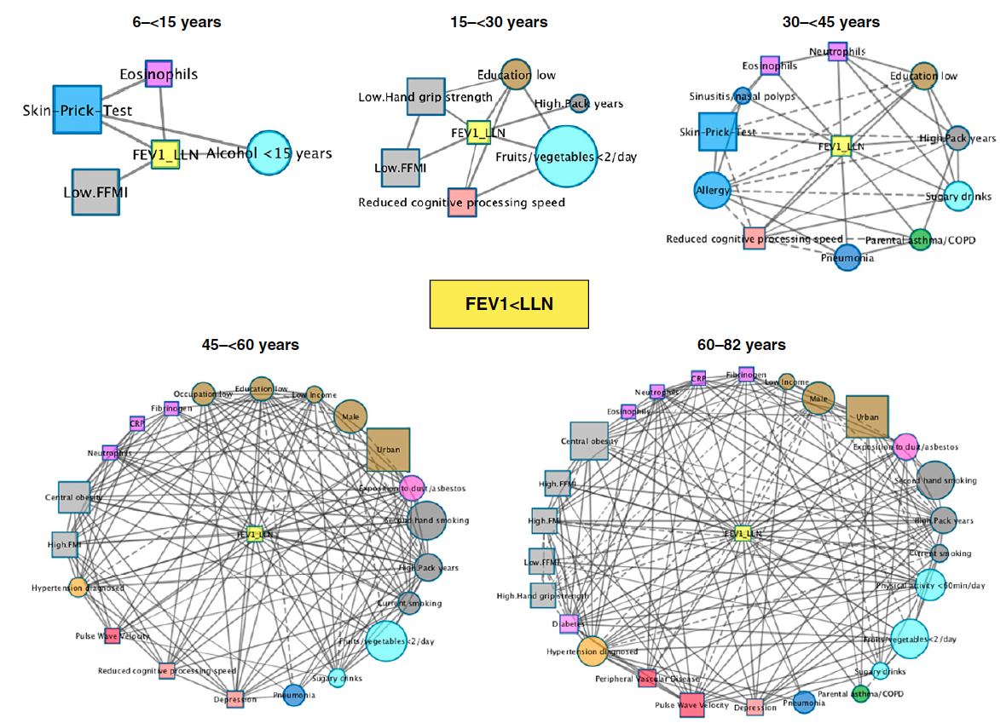 6–<15 years
15–<30 years
30–<45 years
Eosinophils
Skin-Prick-Test
FEV1_LLN
Alcohol <15 years
Low.FFMI
Education low
Low.Hand grip strength
High.Pack years
FEV1_LLN
Fruits/vegetables<2/day
Low.FFMI
Reduced cognitive processing speed
Neutrophils
Eosinophils
Education low
Sinusitis/nasal polyps
Skin-Prick-Test
High.Pack years
FEV1_LLN
Allergy
Sugary drinks
Reduced cognitive processing speed
Parental asthma/COPD
Pneumonia
FEV1<LLN
45–<60 years
60–82 years
Education low
Occupation low
Low Income
Fibrinogen
Male
CRP
Urban
Neutrophils
Exposition to dust/asbestos
Central obesity
Second hand smoking
FEV1_LLN
High.FMI
High.Pack years
Hypertension diagnosed
Current smoking
Pulse Wave Velocity
Fruits/vegetables<2/day
Reduced cognitive processing speed
Sugary drinks
Depression
Pneumonia
Fibrinogen
CRP
Low Income
Neutrophils
Male
Eosinophils
Urban
Central obesity
Exposition to dust/asbestos
High.FFMI
Second hand smoking
High.FMI
High.Pack years
FEV1_LLN
Current smoking
Low.FFMI
Physical activity <60min/day
High.Hand grip strength
Diabetes
Fruits/vegetables<2/day
Hypertension diagnosed
Sugary drinks
Peripheral Vascular Disease
Parental asthma/COPD
Pulse Wave Velocity
Depression
Pneumonia